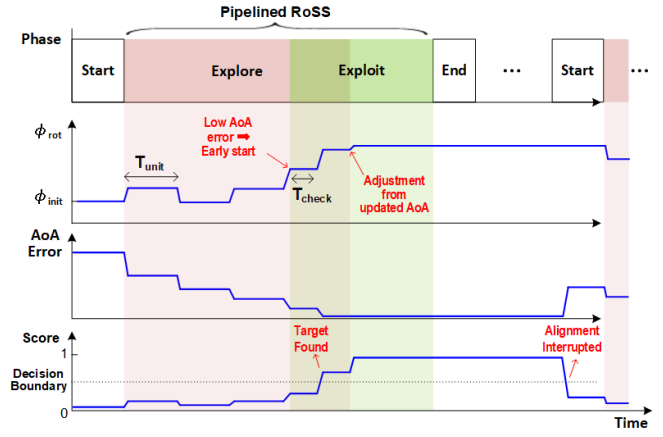 Pipelined RoSS
Phase
Start
Explore
Exploit
End
...
Start
...
ϕrot
Low AoA
error ➡
Early start
Tunit
ϕinit
Tcheck
Adjustment
from
updated AoA
AoA
Error
Score
Target
Found
Alignment
Interrupted
1
Decision
Boundary
0
Time